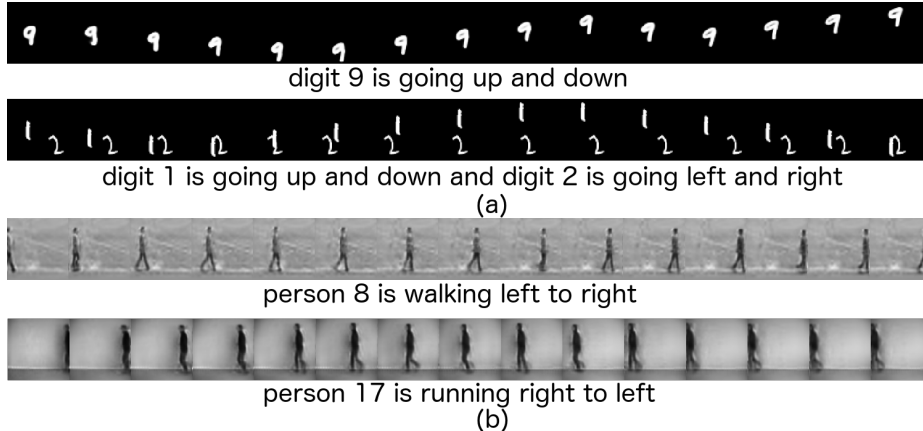 digit 9 is going up and down
digit 1 is going up and down and digit 2 is going left and right
(a)
person 8 is walking left to right
person 17 is running right to left
(b)